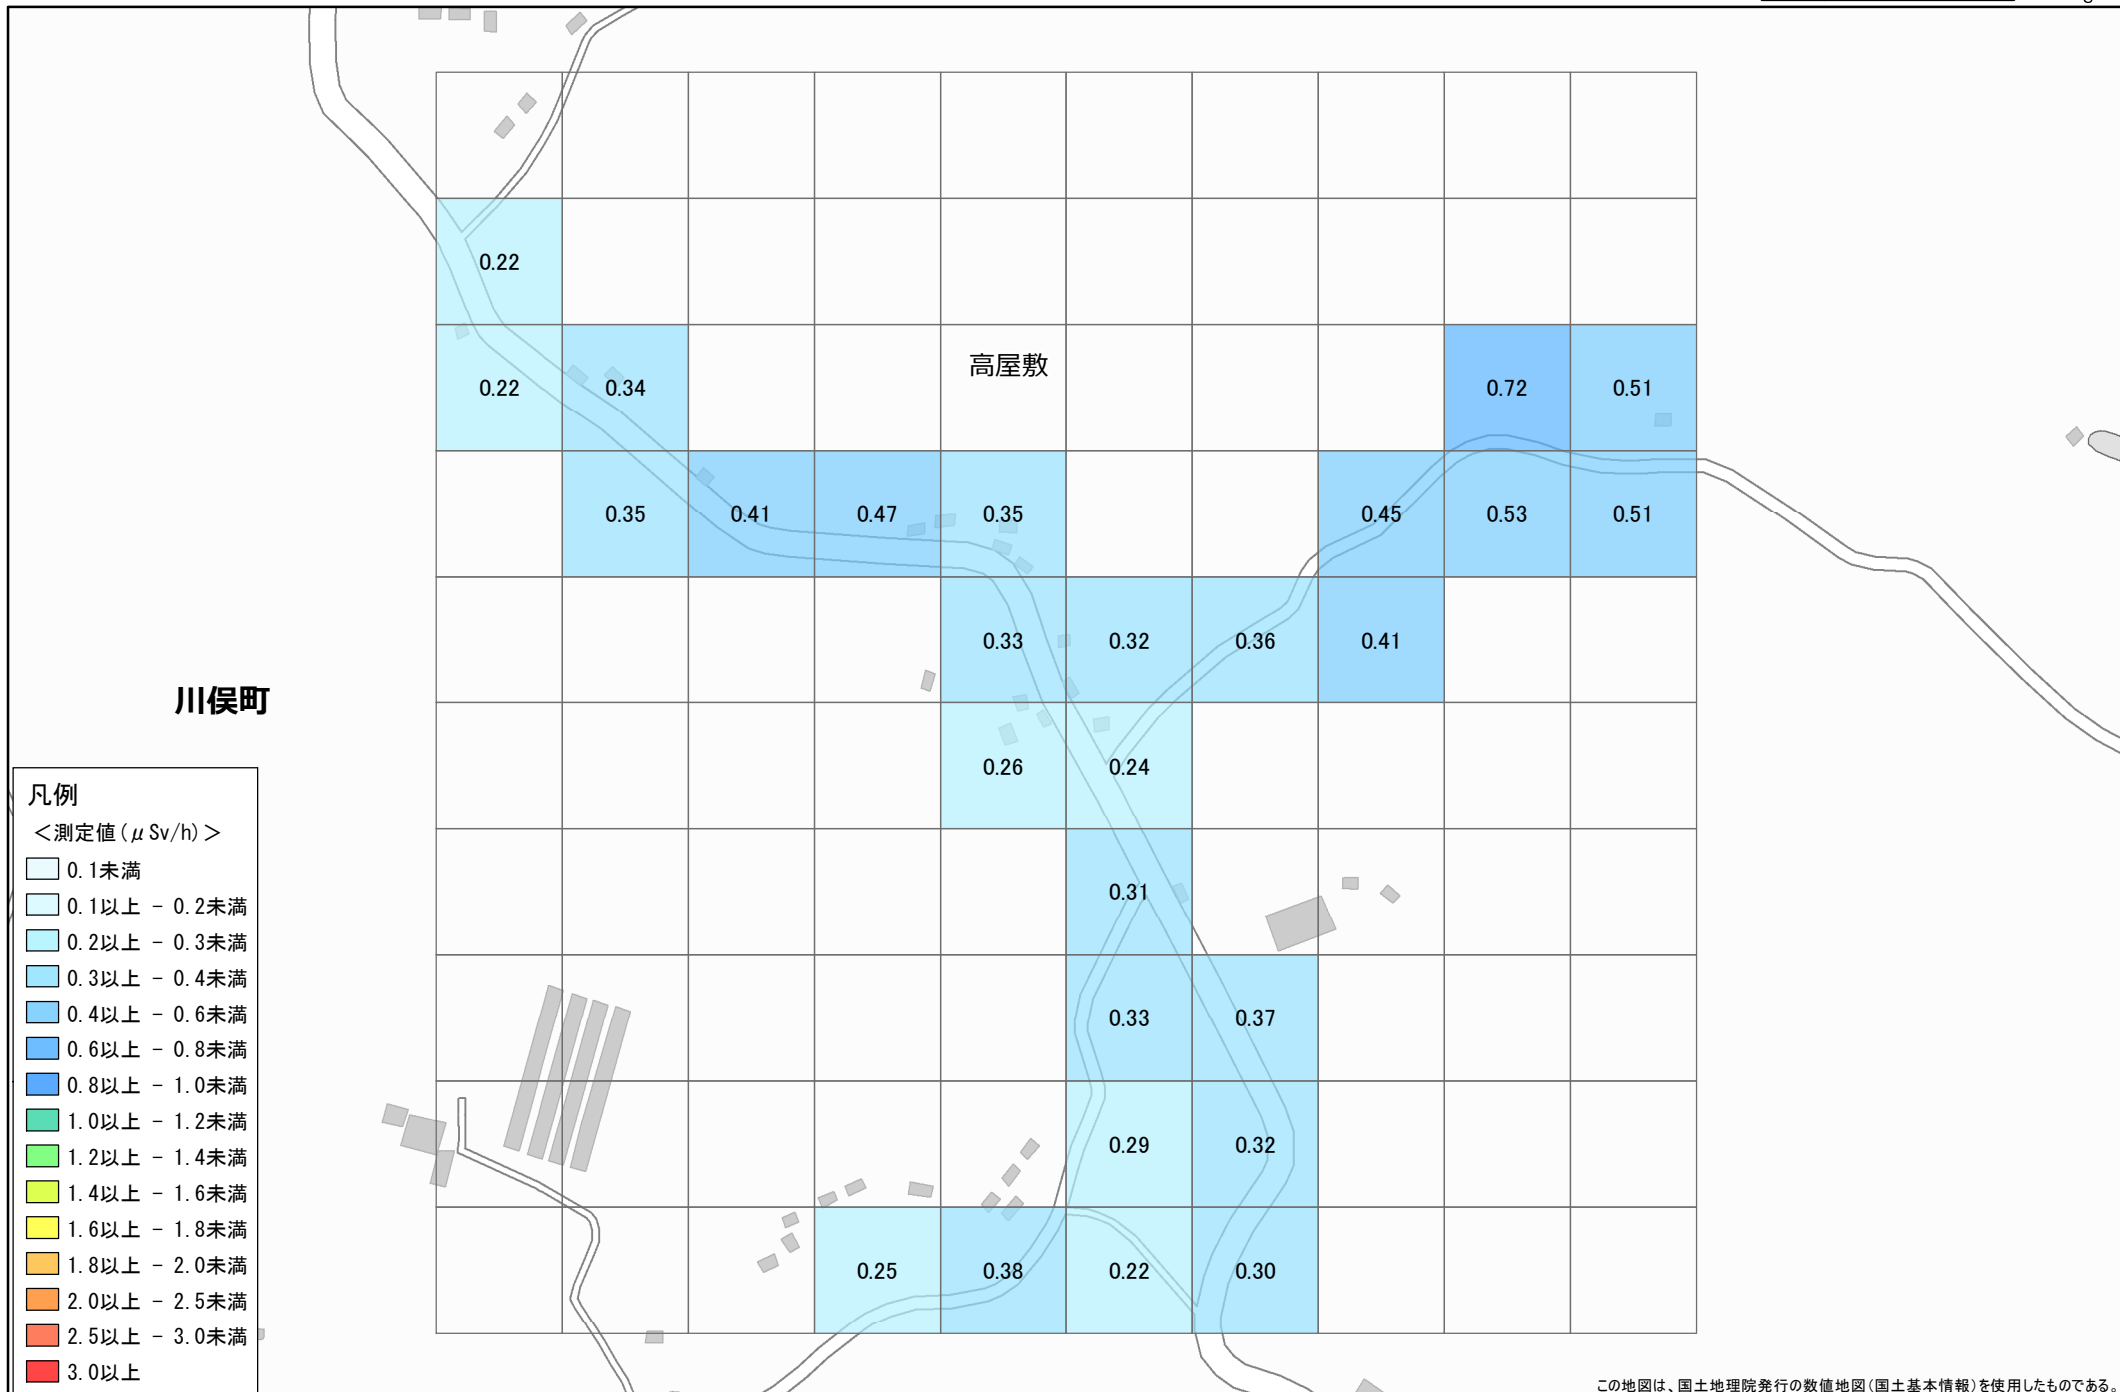 0.22
高屋敷
0.22 0.34 0.72 0.51
0.35 0.41 0.47 0.35 0.45 0.53 0.51
0.33 0.32 0.36 0.41
川俣町
0.26 0.24
0.31
0.33 0.37
0.29 0.32
0.25 0.38 0.22 0.30
凡例
＜測定値(μSv/h)＞
0.1未満
0.1以上 － 0.2未満
0.2以上 － 0.3未満
0.3以上 － 0.4未満
0.4以上 － 0.6未満
0.6以上 － 0.8未満
0.8以上 － 1.0未満
1.0以上 － 1.2未満
1.2以上 － 1.4未満
1.4以上 － 1.6未満
1.6以上 － 1.8未満
1.8以上 － 2.0未満
2.0以上 － 2.5未満
2.5以上 － 3.0未満
3.0以上
この地図は、国土地理院発行の数値地図(国土基本情報)を使用したものである。